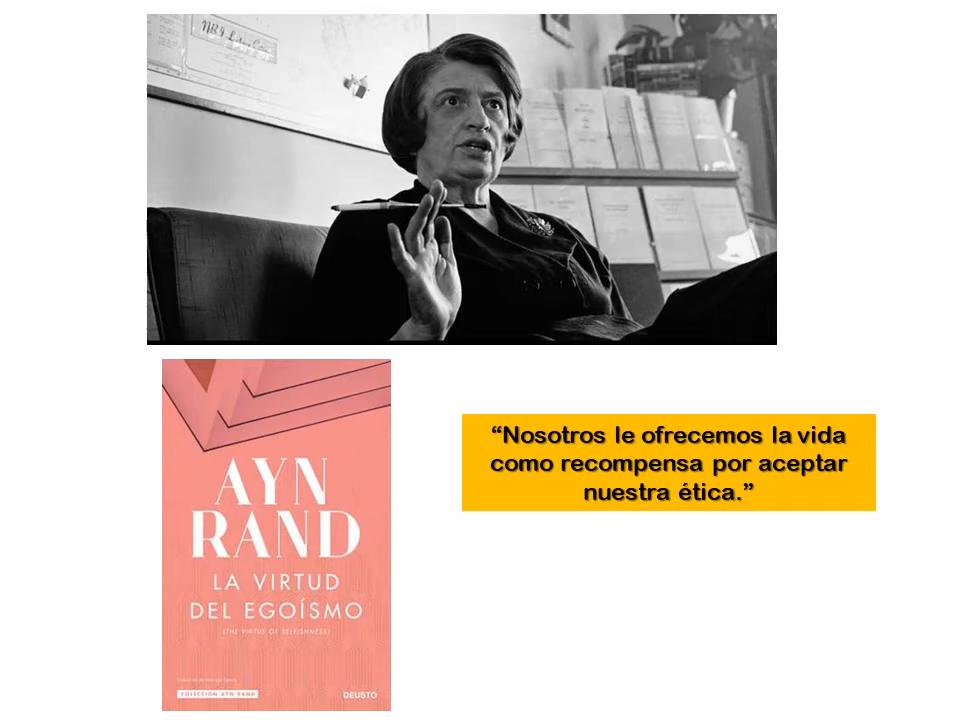 AYN
RAND
LA VIRTUD
DEL EGOÍSMO
(THE VIRTUE OF SELFISHNESS)
COLECCIÓN AYN RAND
DEUSTO
“Nosotros le ofrecemos la vida
como recompensa por aceptar
nuestra ética.”